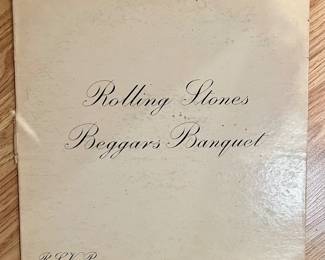 Rolling Stones
Beggars Banquet
R.S.V.P.